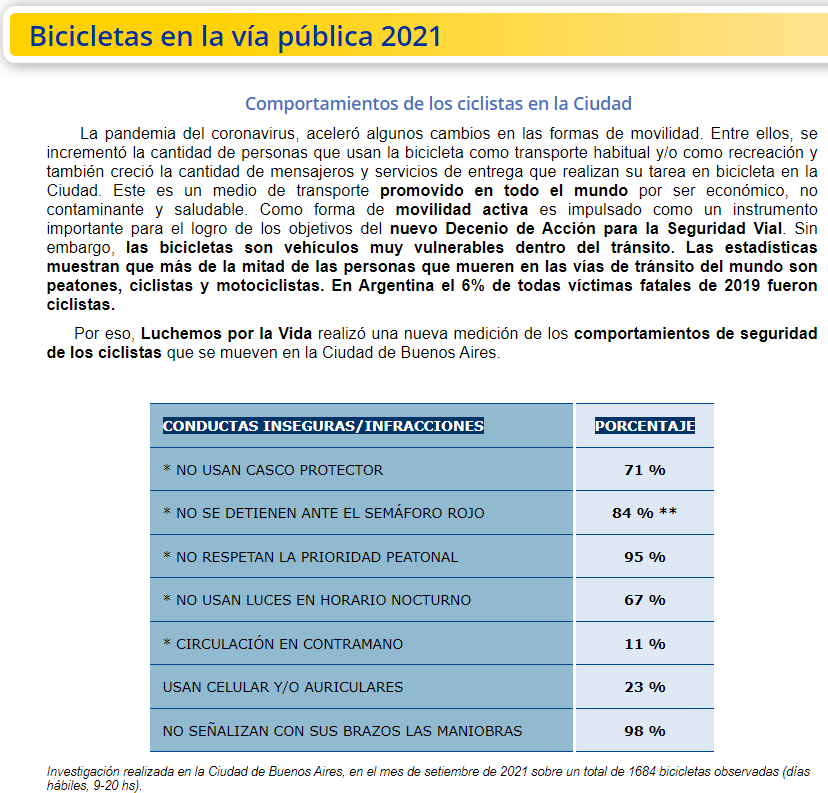 Bicicletas en la vía pública 2021
Comportamientos de los ciclistas en la Ciudad
La pandemia del coronavirus, aceleró algunos cambios en las formas de movilidad. Entre ellos, se
incrementó la cantidad de personas que usan la bicicleta como transporte habitual y/o como recreación y
también creció la cantidad de mensajeros y servicios de entrega que realizan su tarea en bicicleta en la
Ciudad. Este es un medio de transporte promovido en todo el mundo por ser económico, no
contaminante y saludable. Como forma de movilidad activa es impulsado como un instrumento
importante para el logro de los objetivos del nuevo Decenio de Acción para la Seguridad Vial. Sin
embargo, las bicicletas son vehículos muy vulnerables dentro del tránsito. Las estadísticas
muestran que más de la mitad de las personas que mueren en las vías de tránsito del mundo son
peatones, ciclistas y motociclistas. En Argentina el 6% de todas víctimas fatales de 2019 fueron
ciclistas.
Por eso, Luchemos por la Vida realizó una nueva medición de los comportamientos de seguridad
de los ciclistas que se mueven en la Ciudad de Buenos Aires.
CONDUCTAS INSEGURAS/INFRACCIONES PORCENTAJE
* NO USAN CASCO PROTECTOR 71 %
* NO SE DETIENEN ANTE EL SEMÁFORO ROJO 84 % **
* NO RESPETAN LA PRIORIDAD PEATONAL 95 %
* NO USAN LUCES EN HORARIO NOCTURNO 67 %
* CIRCULACIÓN EN CONTRAMANO 11 %
USAN CELULAR Y/O AURICULARES 23 %
NO SEÑALIZAN CON SUS BRAZOS LAS MANIOBRAS 98 %
Investigación realizada en la Ciudad de Buenos Aires, en el mes de setiembre de 2021 sobre un total de 1684 bicicletas observadas (días
hábiles, 9-20 hs).